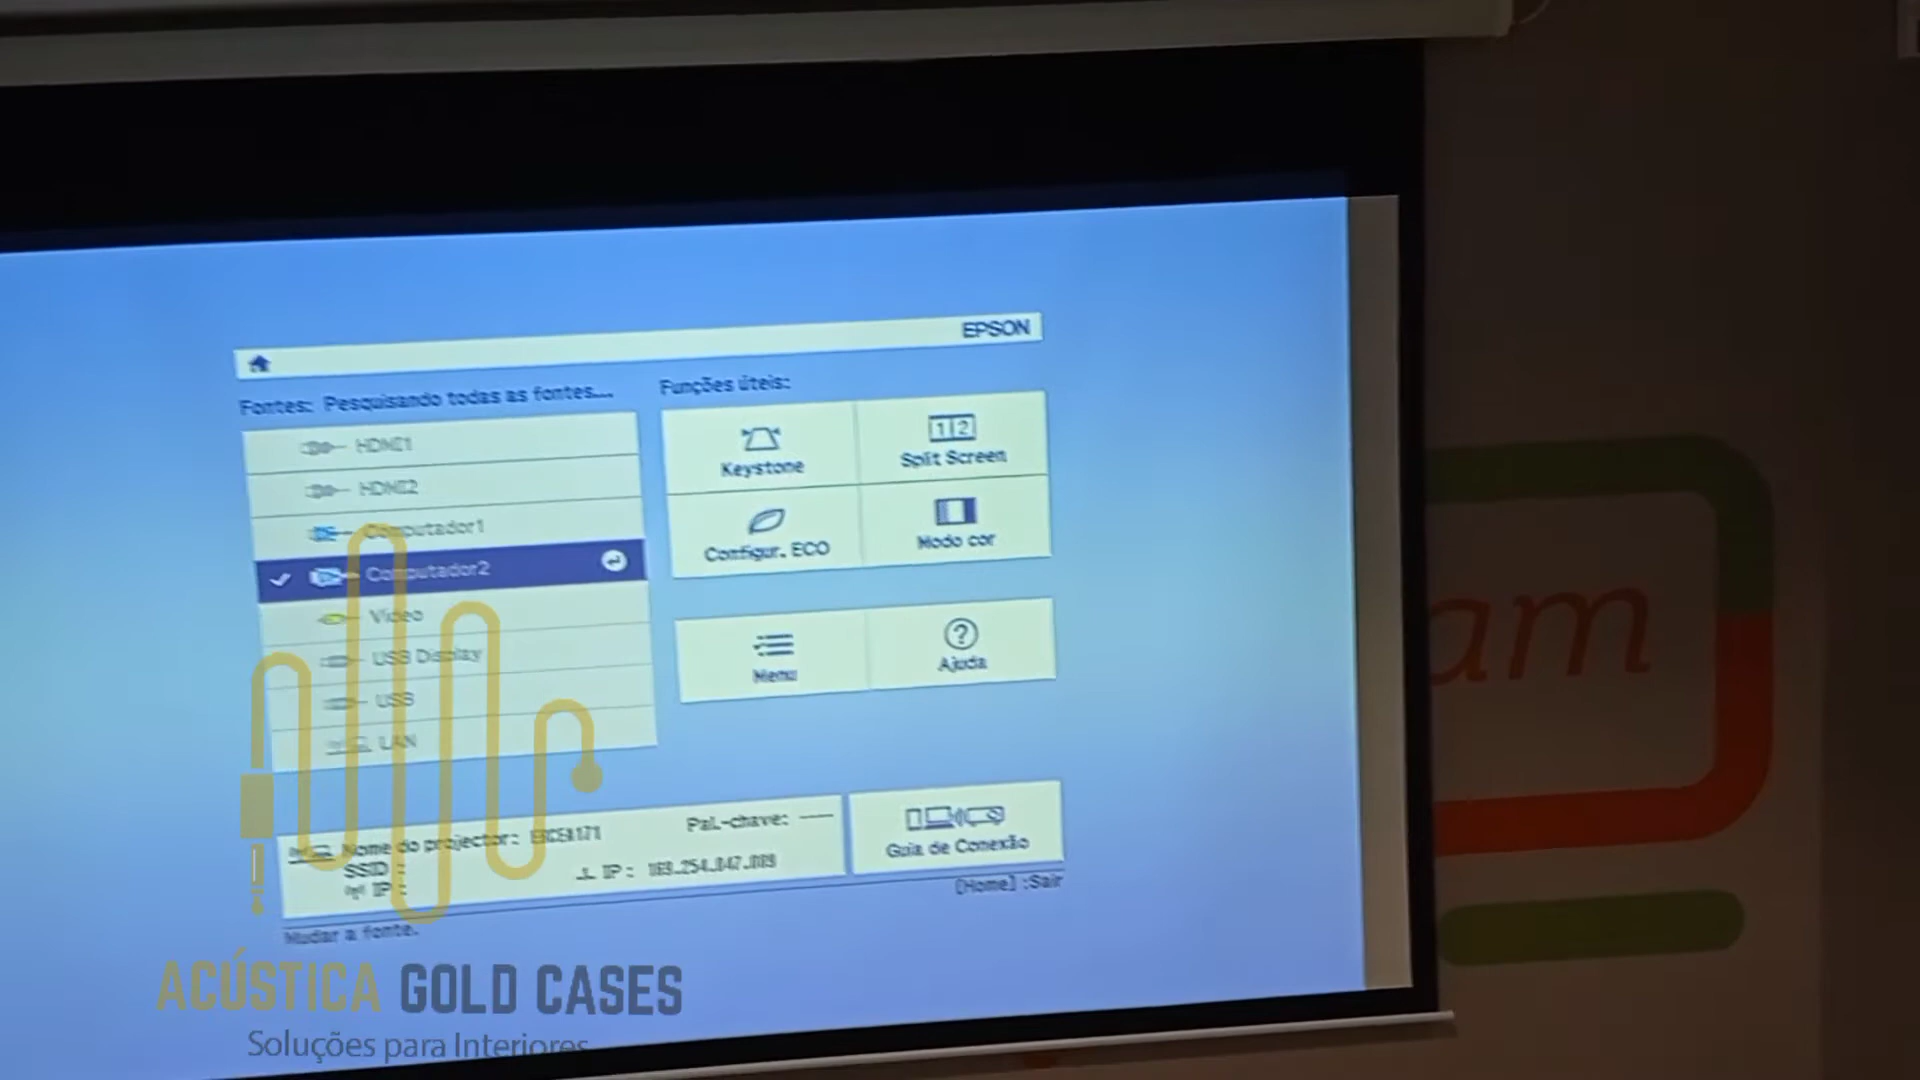 EPSON
Fontes: Pesquisando todas as fontes...
HDMI1
HDMI2
Computador1
Computador2
Vídeo
USB Display
USB
LAN
Funções úteis:
Keystone
1 2
Split Screen
Configur. ECO
Modo cor
Menu
?
Ajuda
Nome do projector:
Pal.-chave: ----
SSID :
IP :
IP :
Guia de Conexão
[Home] :Sair
Mudar a fonte.
am
ACÚSTICA GOLD CASES
Soluções para Interiores